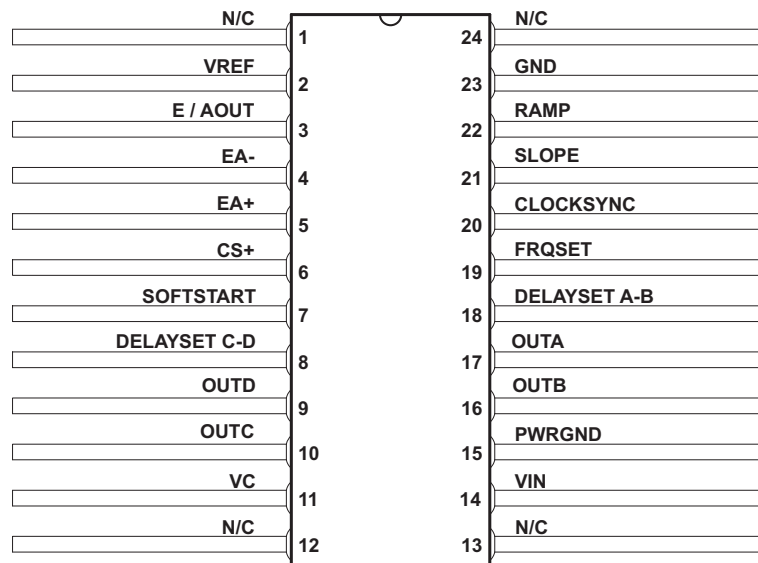 N/C 1 24 N/C
VREF 2 23 GND
E / AOUT 3 22 RAMP
EA- 4 21 SLOPE
EA+ 5 20 CLOCKSYNC
CS+ 6 19 FRQSET
SOFTSTART 7 18 DELAYSET A-B
DELAYSET C-D 8 17 OUTA
OUTD 9 16 OUTB
OUTC 10 15 PWRGND
VC 11 14 VIN
N/C 12 13 N/C